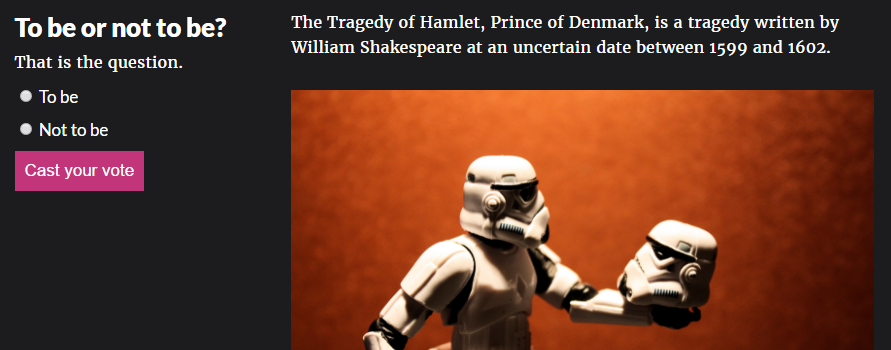 To be or not to be?
That is the question.
To be
Not to be
Cast your vote
The Tragedy of Hamlet, Prince of Denmark, is a tragedy written by
William Shakespeare at an uncertain date between 1599 and 1602.